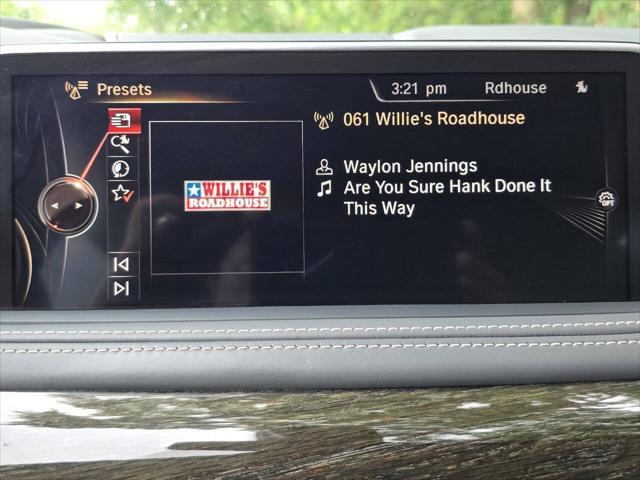 Presets
3:21 pm
Rdhouse
061 Willie's Roadhouse
Waylon Jennings
Are You Sure Hank Done It
This Way
WILLIE'S
ROADHOUSE
OPT